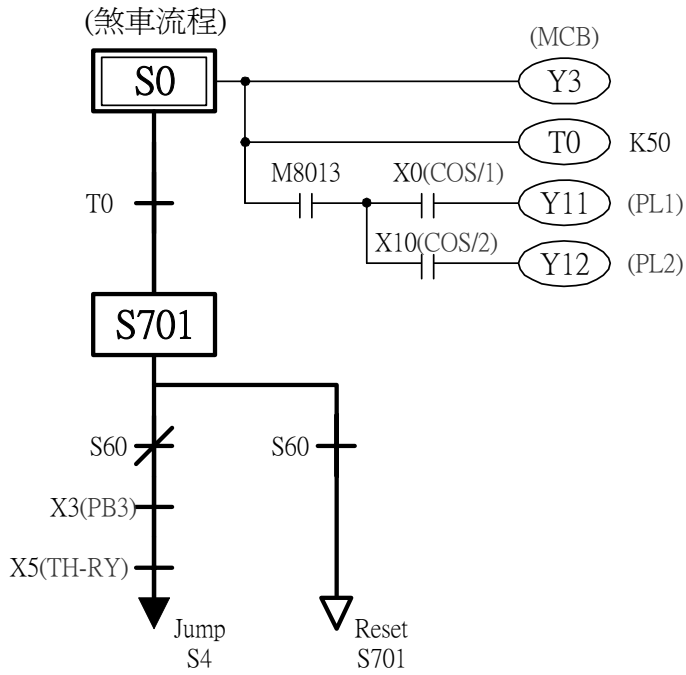 (煞車流程)
(MCB)
S0
Y3
T0 K50
M8013 X0(COS/1)
T0
Y11 (PL1)
X10(COS/2)
Y12 (PL2)
S701
S60 S60
X3(PB3)
X5(TH-RY)
Jump
S4
Reset
S701